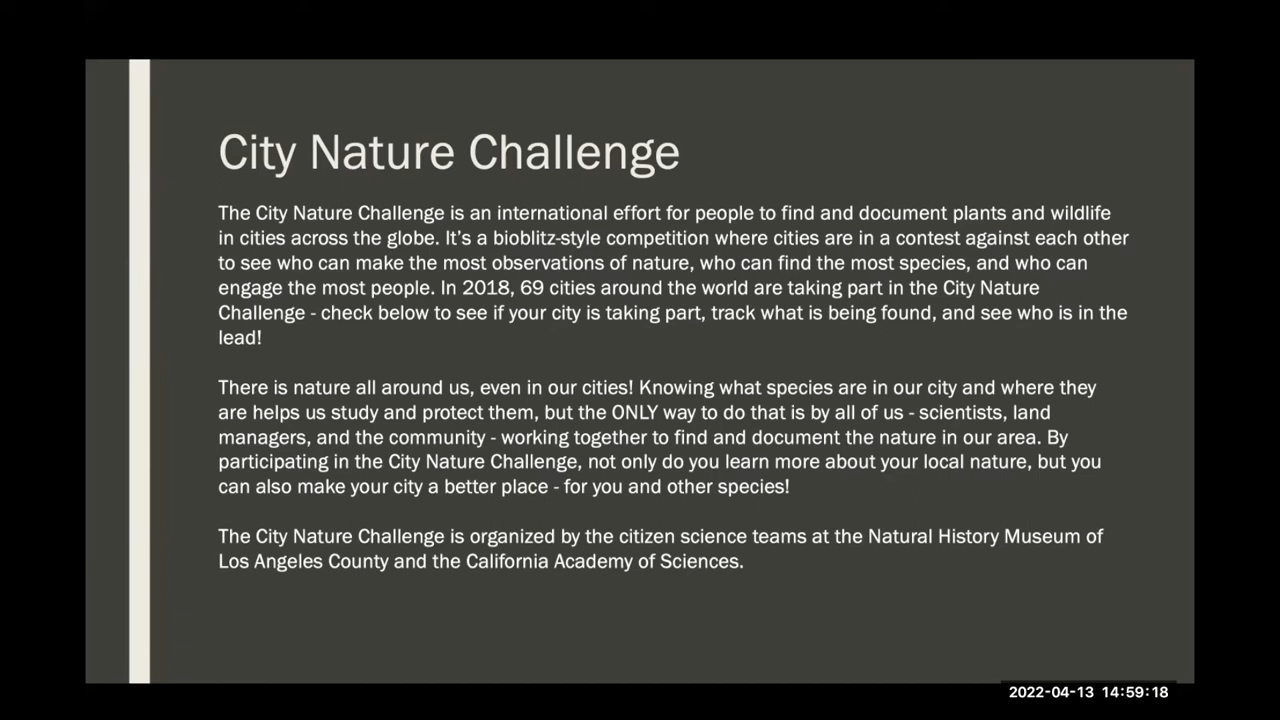 City Nature Challenge
The City Nature Challenge is an international effort for people to find and document plants and wildlife
in cities across the globe. It’s a bioblitz-style competition where cities are in a contest against each other
to see who can make the most observations of nature, who can find the most species, and who can
engage the most people. In 2018, 69 cities around the world are taking part in the City Nature
Challenge - check below to see if your city is taking part, track what is being found, and see who is in the
lead!
There is nature all around us, even in our cities! Knowing what species are in our city and where they
are helps us study and protect them, but the ONLY way to do that is by all of us - scientists, land
managers, and the community - working together to find and document the nature in our area. By
participating in the City Nature Challenge, not only do you learn more about your local nature, but you
can also make your city a better place - for you and other species!
The City Nature Challenge is organized by the citizen science teams at the Natural History Museum of
Los Angeles County and the California Academy of Sciences.
2022-04-13 14:59:18